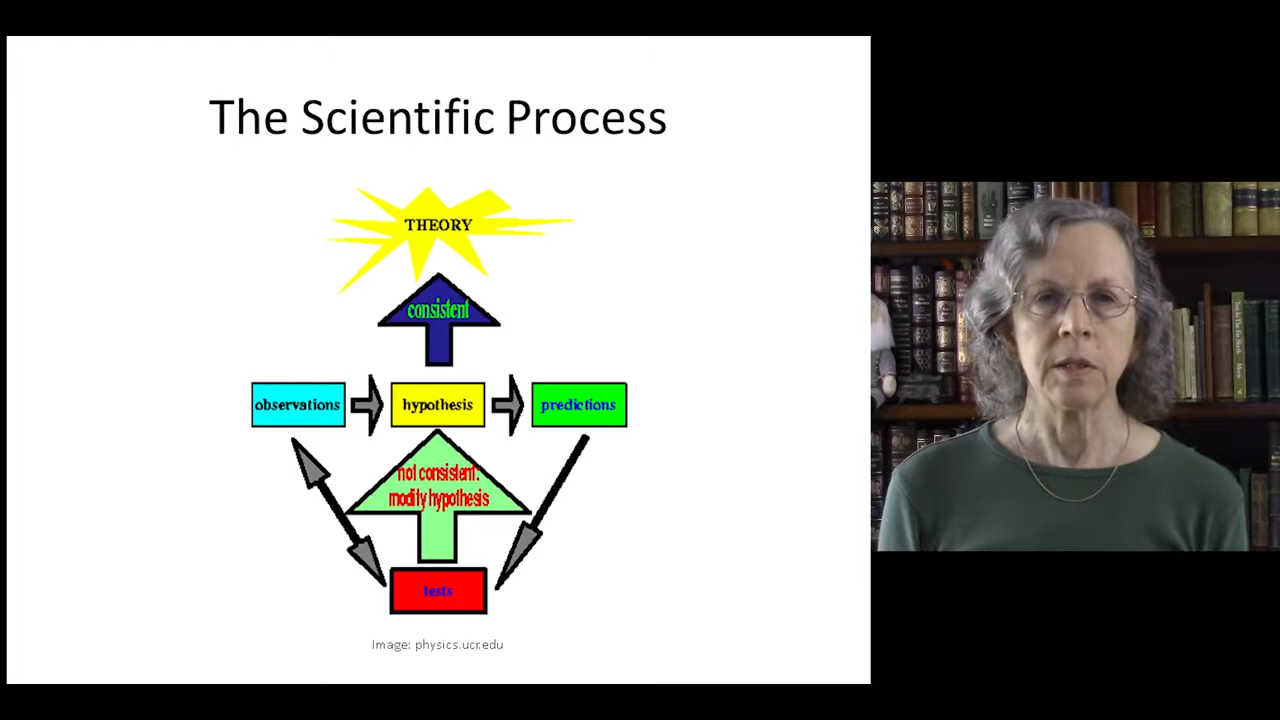 The Scientific Process
THEORY
consistent
observations
hypothesis
predictions
not consistent:
modify hypothesis
tests
Image: physics.ucr.edu